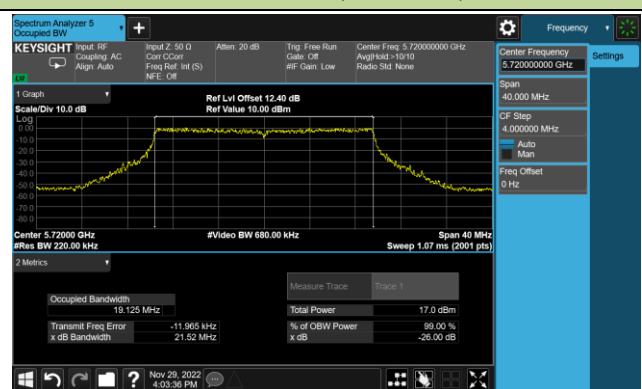 Spectrum Analyzer 5
Occupied BW
Frequency
KEYSIGHT
Input: RF
Coupling: AC
Align: Auto
Input Z: 50 Ω
Corr CCorr
Freq Ref: Int (S)
NFE: Off
Atten: 20 dB
Trig: Free Run
Gate: Off
#IF Gain: Low
Center Freq: 5.720000000 GHz
Avg|Hold:>10/10
Radio Std: None
Center Frequency
5.720000000 GHz
Settings
Span
40.000 MHz
CF Step
4.000000 MHz
Auto
Man
Freq Offset
0 Hz
1 Graph
Scale/Div 10.0 dB
Ref Lvl Offset 12.40 dB
Ref Value 10.00 dBm
Log
0.00
-10.0
-20.0
-30.0
-40.0
-50.0
-60.0
-70.0
-80.0
Center 5.72000 GHz
#Res BW 220.00 kHz
#Video BW 680.00 kHz
Span 40 MHz
Sweep 1.07 ms (2001 pts)
2 Metrics
Measure Trace
Trace 1
Occupied Bandwidth
19.125 MHz
Total Power
17.0 dBm
Transmit Freq Error
-11.965 kHz
% of OBW Power
99.00 %
x dB Bandwidth
21.52 MHz
x dB
-26.00 dB
Nov 29, 2022
4:03:36 PM